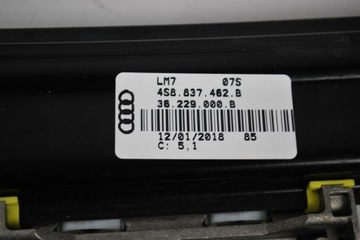 LM7 07S
4S8.837.462.B
36.229.000.B
12/01/2018 85
C: 5,1